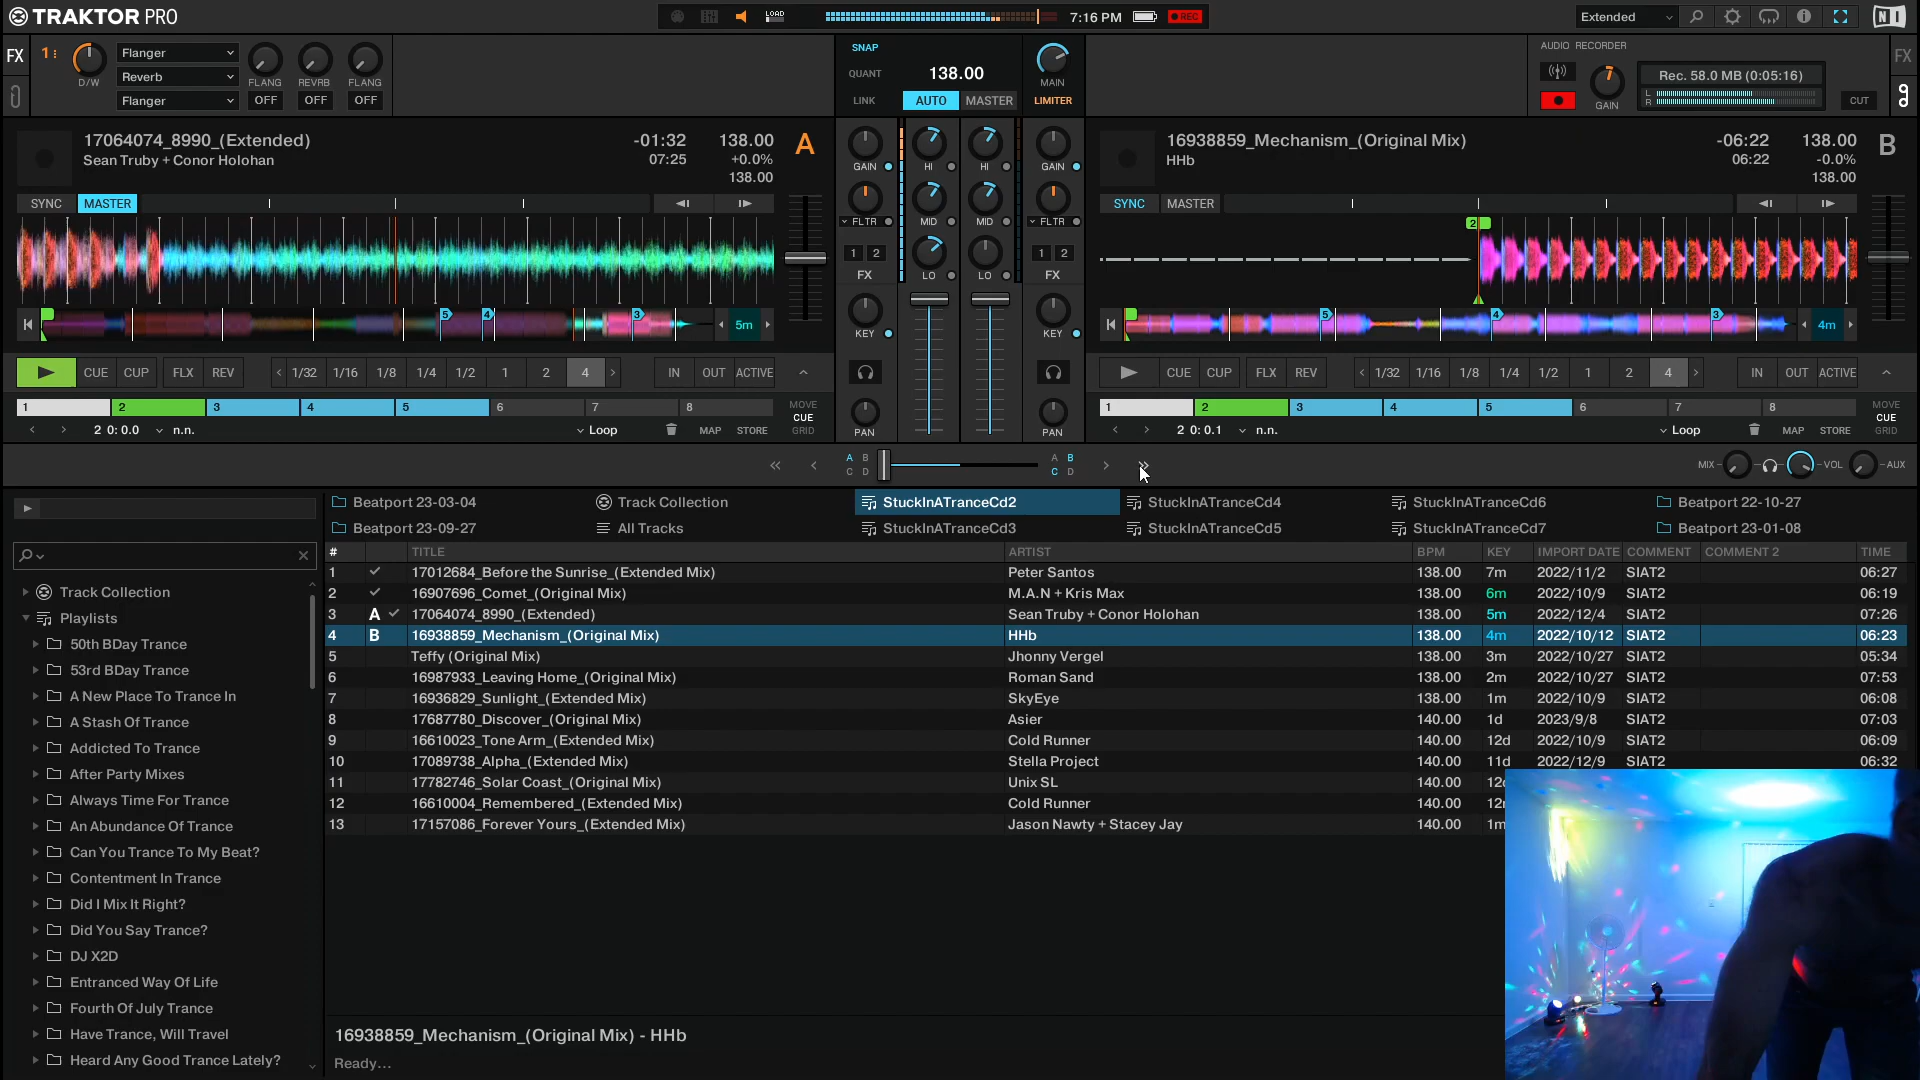 TRAKTOR PRO
LOAD
7:16 PM
REC
Extended
FX
1
D/W
Flanger
Reverb
Flanger
FLANG REVRB FLANG
OFF OFF OFF
SNAP
QUANT
LINK
138.00
AUTO MASTER
MAIN
LIMITER
AUDIO RECORDER
GAIN
Rec. 58.0 MB (0:05:16)
L
R
CUT
FX
17064074_8990_(Extended)
Sean Truby + Conor Holohan
-01:32
07:25
138.00
+0.0%
138.00
A
SYNC MASTER
5 4 3
5m
CUE CUP FLX REV 1/32 1/16 1/8 1/4 1/2 1 2 4 IN OUT ACTIVE
1 2 3 4 5 6 7 8
MOVE
CUE
GRID
2 0: 0.0 n.n. Loop MAP STORE
GAIN HI HI GAIN
FLTR MID MID FLTR
1 2 1 2
FX LO LO FX
KEY KEY
PAN PAN
16938859_Mechanism_(Original Mix)
HHb
-06:22
06:22
138.00
-0.0%
138.00
B
SYNC MASTER
2
5 4 3
4m
CUE CUP FLX REV 1/32 1/16 1/8 1/4 1/2 1 2 4 IN OUT ACTIVE
1 2 3 4 5 6 7 8
MOVE
CUE
GRID
2 0: 0.1 n.n. Loop MAP STORE
A B
C D
A B
C D
MIX VOL AUX
Beatport 23-03-04 Track Collection StuckInATranceCd2 StuckInATranceCd4 StuckInATranceCd6 Beatport 22-10-27
Beatport 23-09-27 All Tracks StuckInATranceCd3 StuckInATranceCd5 StuckInATranceCd7 Beatport 23-01-08
Track Collection
Playlists
50th BDay Trance
53rd BDay Trance
A New Place To Trance In
A Stash Of Trance
Addicted To Trance
After Party Mixes
Always Time For Trance
An Abundance Of Trance
Can You Trance To My Beat?
Contentment In Trance
Did I Mix It Right?
Did You Say Trance?
DJ X2D
Entranced Way Of Life
Fourth Of July Trance
Have Trance, Will Travel
Heard Any Good Trance Lately?
# TITLE ARTIST BPM KEY IMPORT DATE COMMENT COMMENT 2 TIME
1 17012684_Before the Sunrise_(Extended Mix) Peter Santos 138.00 7m 2022/11/2 SIAT2 06:27
2 16907696_Comet_(Original Mix) M.A.N + Kris Max 138.00 6m 2022/10/9 SIAT2 06:19
3 A 17064074_8990_(Extended) Sean Truby + Conor Holohan 138.00 5m 2022/12/4 SIAT2 07:26
4 B 16938859_Mechanism_(Original Mix) HHb 138.00 4m 2022/10/12 SIAT2 06:23
5 Teffy (Original Mix) Jhonny Vergel 138.00 3m 2022/10/27 SIAT2 05:34
6 16987933_Leaving Home_(Original Mix) Roman Sand 138.00 2m 2022/10/27 SIAT2 07:53
7 16936829_Sunlight_(Extended Mix) SkyEye 138.00 1m 2022/10/9 SIAT2 06:08
8 17687780_Discover_(Original Mix) Asier 140.00 1d 2023/9/8 SIAT2 07:03
9 16610023_Tone Arm_(Extended Mix) Cold Runner 140.00 12d 2022/10/9 SIAT2 06:09
10 17089738_Alpha_(Extended Mix) Stella Project 140.00 11d 2022/12/9 SIAT2 06:32
11 17782746_Solar Coast_(Original Mix) Unix SL 140.00
12 16610004_Remembered_(Extended Mix) Cold Runner 140.00
13 17157086_Forever Yours_(Extended Mix) Jason Nawty + Stacey Jay 140.00
16938859_Mechanism_(Original Mix) - HHb
Ready...